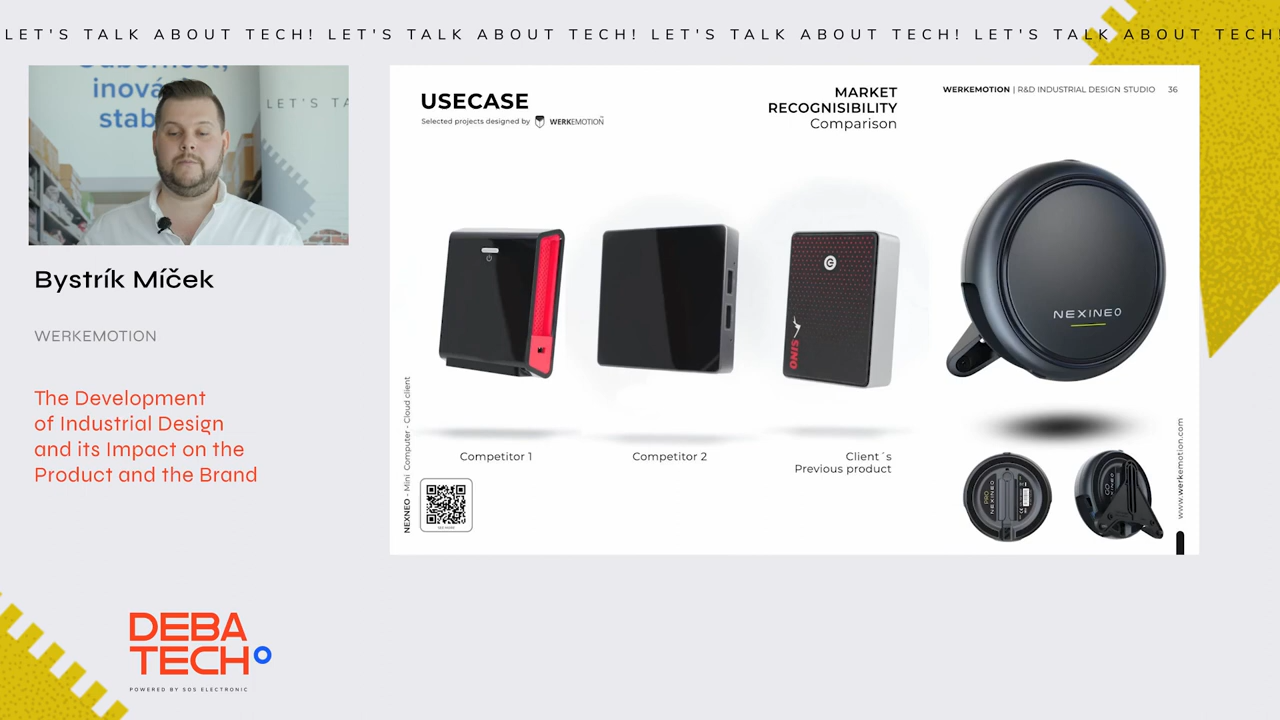 LET'S TALK ABOUT TECH! LET'S TALK ABOUT TECH! LET'S TALK ABOUT TECH! LET'S TALK ABOUT TECH!
inová
stab
LET'S TA
Bystrík Míček
WERKEMOTION
The Development
of Industrial Design
and its Impact on the
Product and the Brand
DEBA
TECH
POWERED BY SOS ELECTRONIC
USECASE
Selected projects designed by WERKEMOTION
MARKET
RECOGNISIBILITY
Comparison
WERKEMOTION | R&D INDUSTRIAL DESIGN STUDIO 36
SINO
NEXINEO
Competitor 1
Competitor 2
Client´s
Previous product
NEXNEO - Mini Computer - Cloud client
www.werkemotion.com